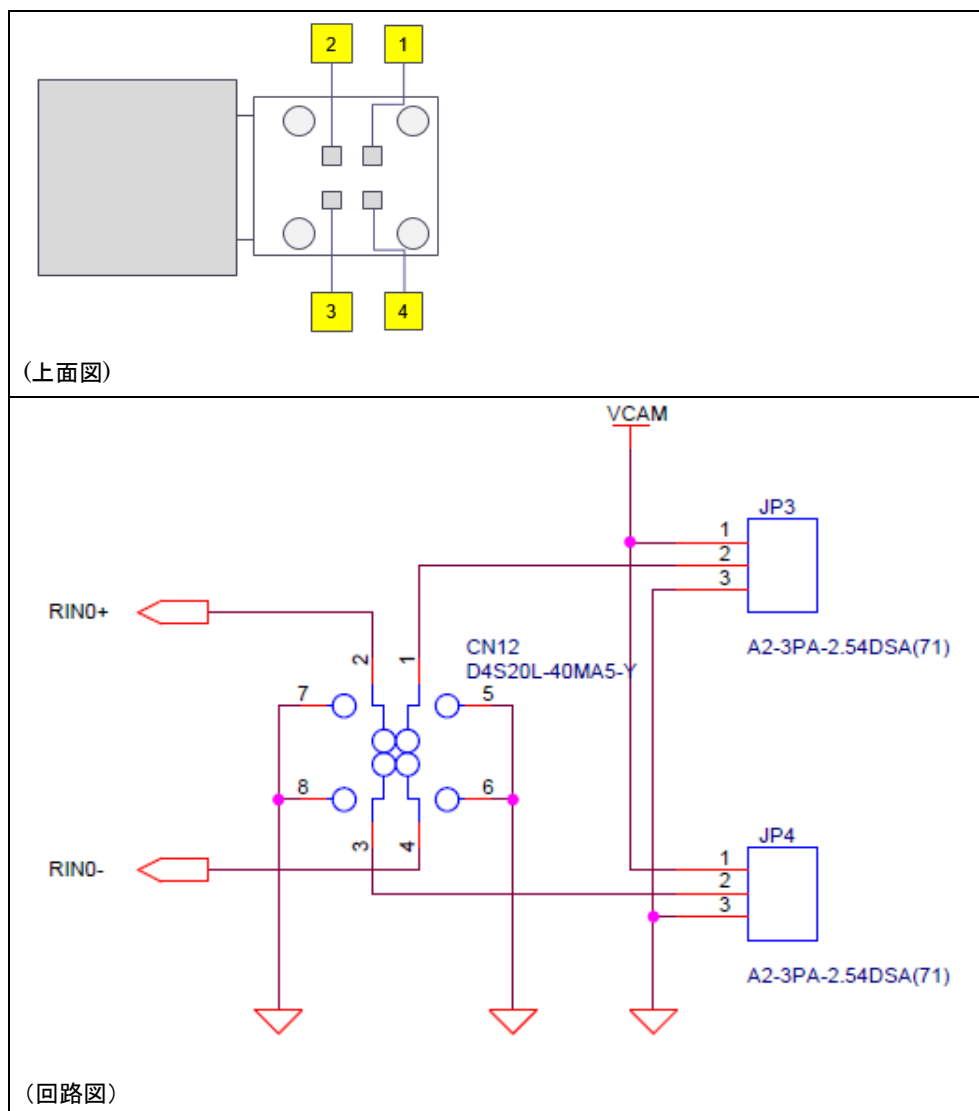 2 1
3 4
(上面図)
VCAM
JP3
1
2
3
A2-3PA-2.54DSA(71)
RIN0+
CN12
D4S20L-40MA5-Y
2 1
7 5
8 6
3 4
RIN0-
JP4
1
2
3
A2-3PA-2.54DSA(71)
(回路図)